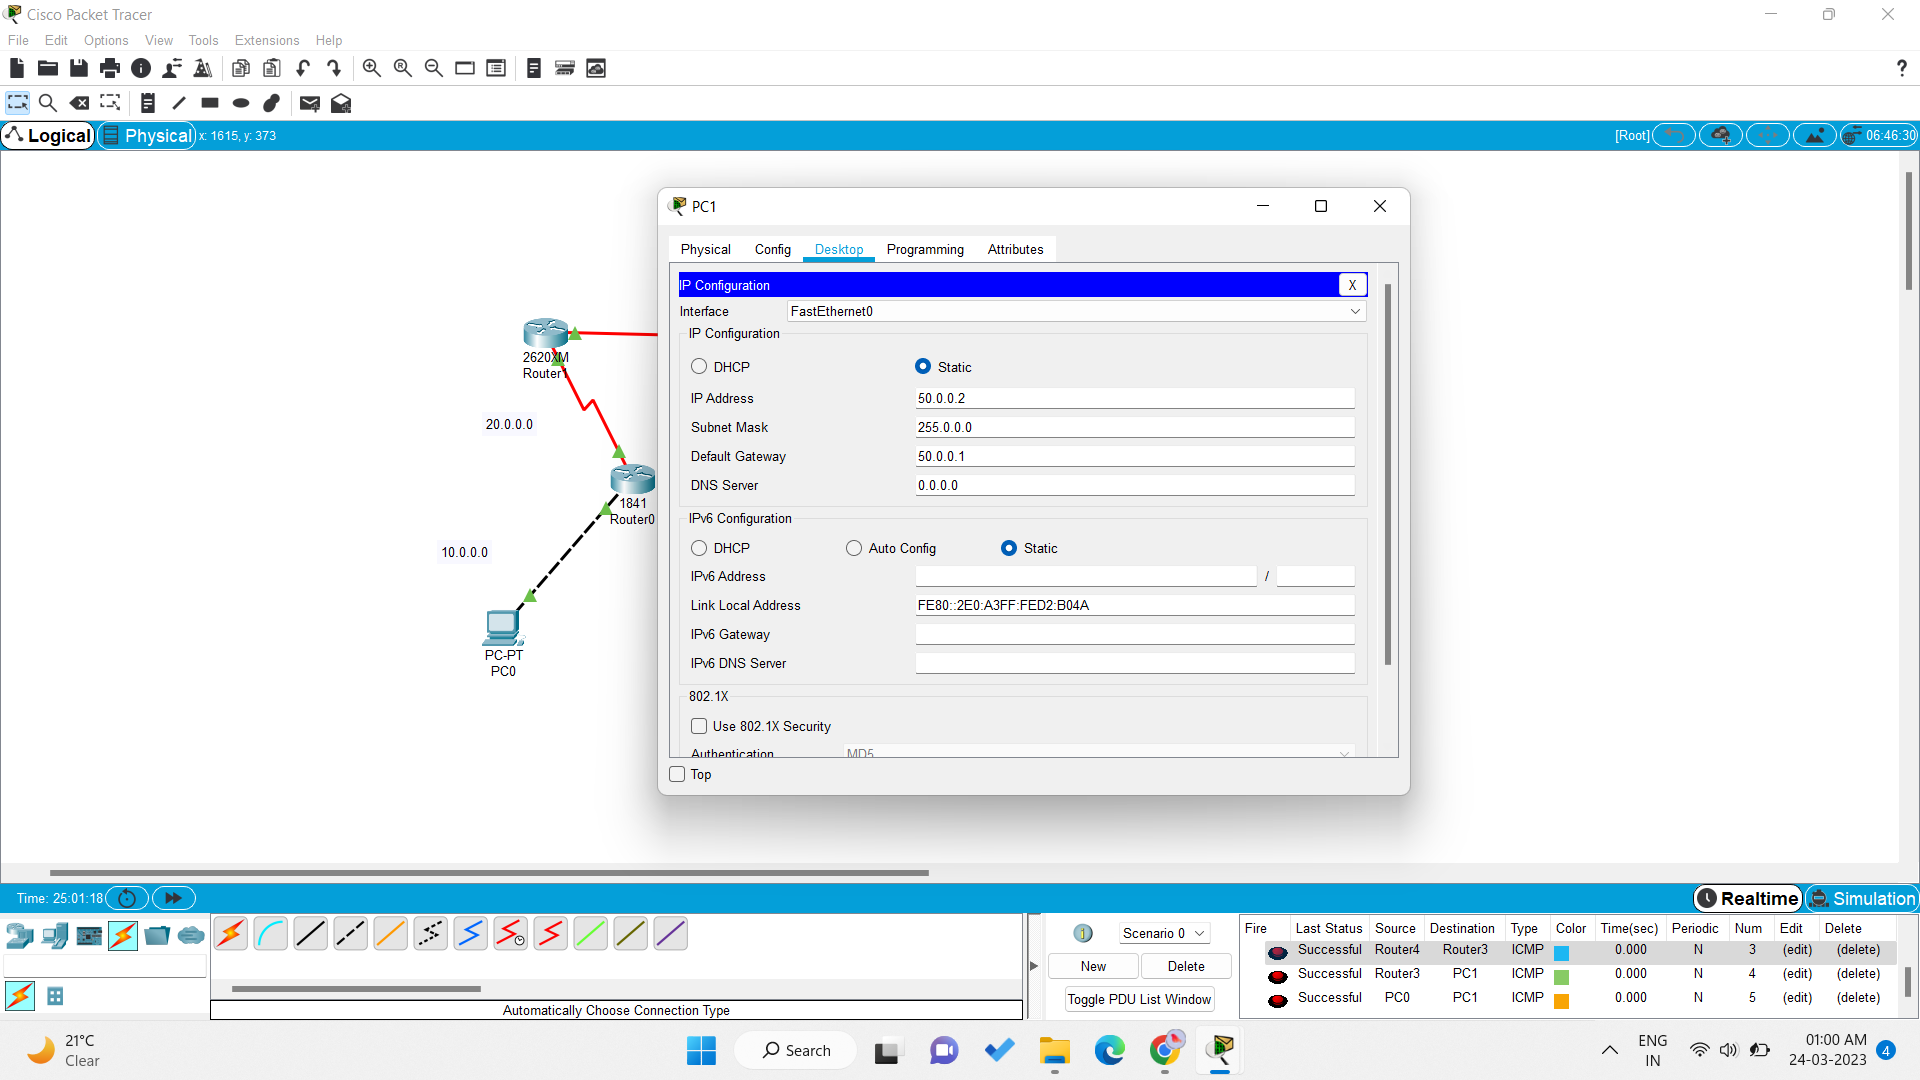 Cisco Packet Tracer
File Edit Options View Tools Extensions Help
?
Logical Physical x: 1615, y: 373 [Root] 06:46:30
PC1
Physical Config Desktop Programming Attributes
IP Configuration X
Interface FastEthernet0
IP Configuration
DHCP Static
IP Address 50.0.0.2
Subnet Mask 255.0.0.0
Default Gateway 50.0.0.1
DNS Server 0.0.0.0
IPv6 Configuration
DHCP Auto Config Static
IPv6 Address /
Link Local Address FE80::2E0:A3FF:FED2:B04A
IPv6 Gateway
IPv6 DNS Server
802.1X
Use 802.1X Security
Authentication MD5
Top
2620XM
Router1
20.0.0.0
1841
Router0
10.0.0.0
PC-PT
PC0
Time: 25:01:18 Realtime Simulation
Automatically Choose Connection Type
1 Scenario 0
New Delete
Toggle PDU List Window
Fire Last Status Source Destination Type Color Time(sec) Periodic Num Edit Delete
Successful Router4 Router3 ICMP 0.000 N 3 (edit) (delete)
Successful Router3 PC1 ICMP 0.000 N 4 (edit) (delete)
Successful PC0 PC1 ICMP 0.000 N 5 (edit) (delete)
21°C
Clear
Search
ENG
IN
01:00 AM
24-03-2023
4